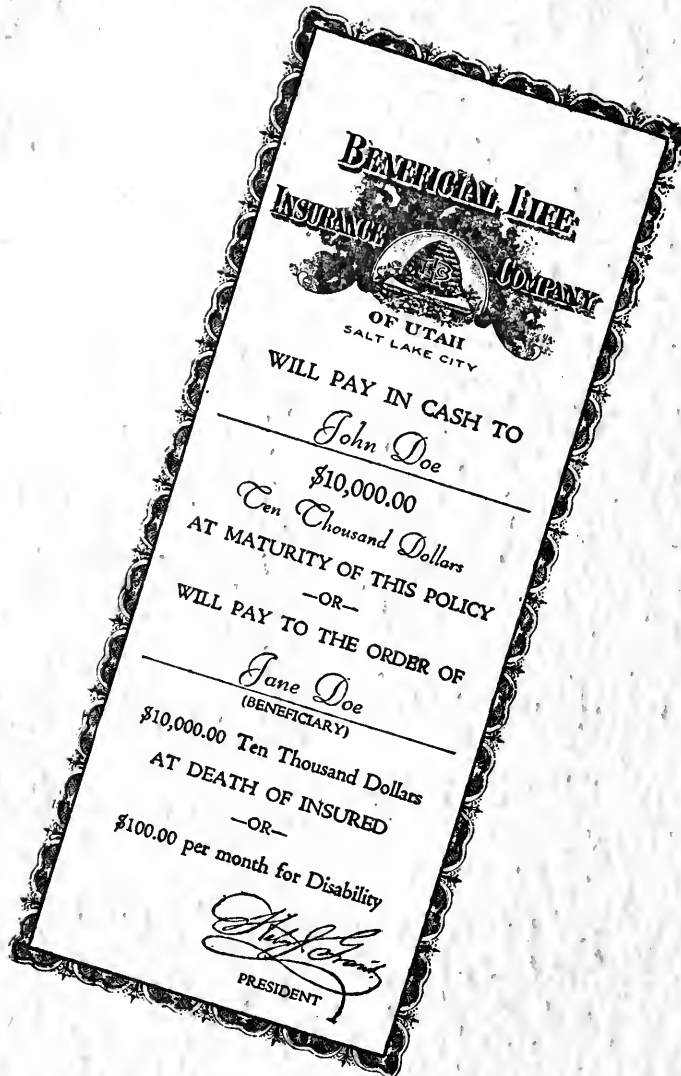 BENEFICIAL LIFE
INSURANCE COMPANY
OF UTAH
SALT LAKE CITY
WILL PAY IN CASH TO
John Doe
$10,000.00
Ten Thousand Dollars
AT MATURITY OF THIS POLICY
—OR—
WILL PAY TO THE ORDER OF
Jane Doe
(BENEFICIARY)
$10,000.00 Ten Thousand Dollars
AT DEATH OF INSURED
—OR—
$100.00 per month for Disability
Heber J. Grant
PRESIDENT